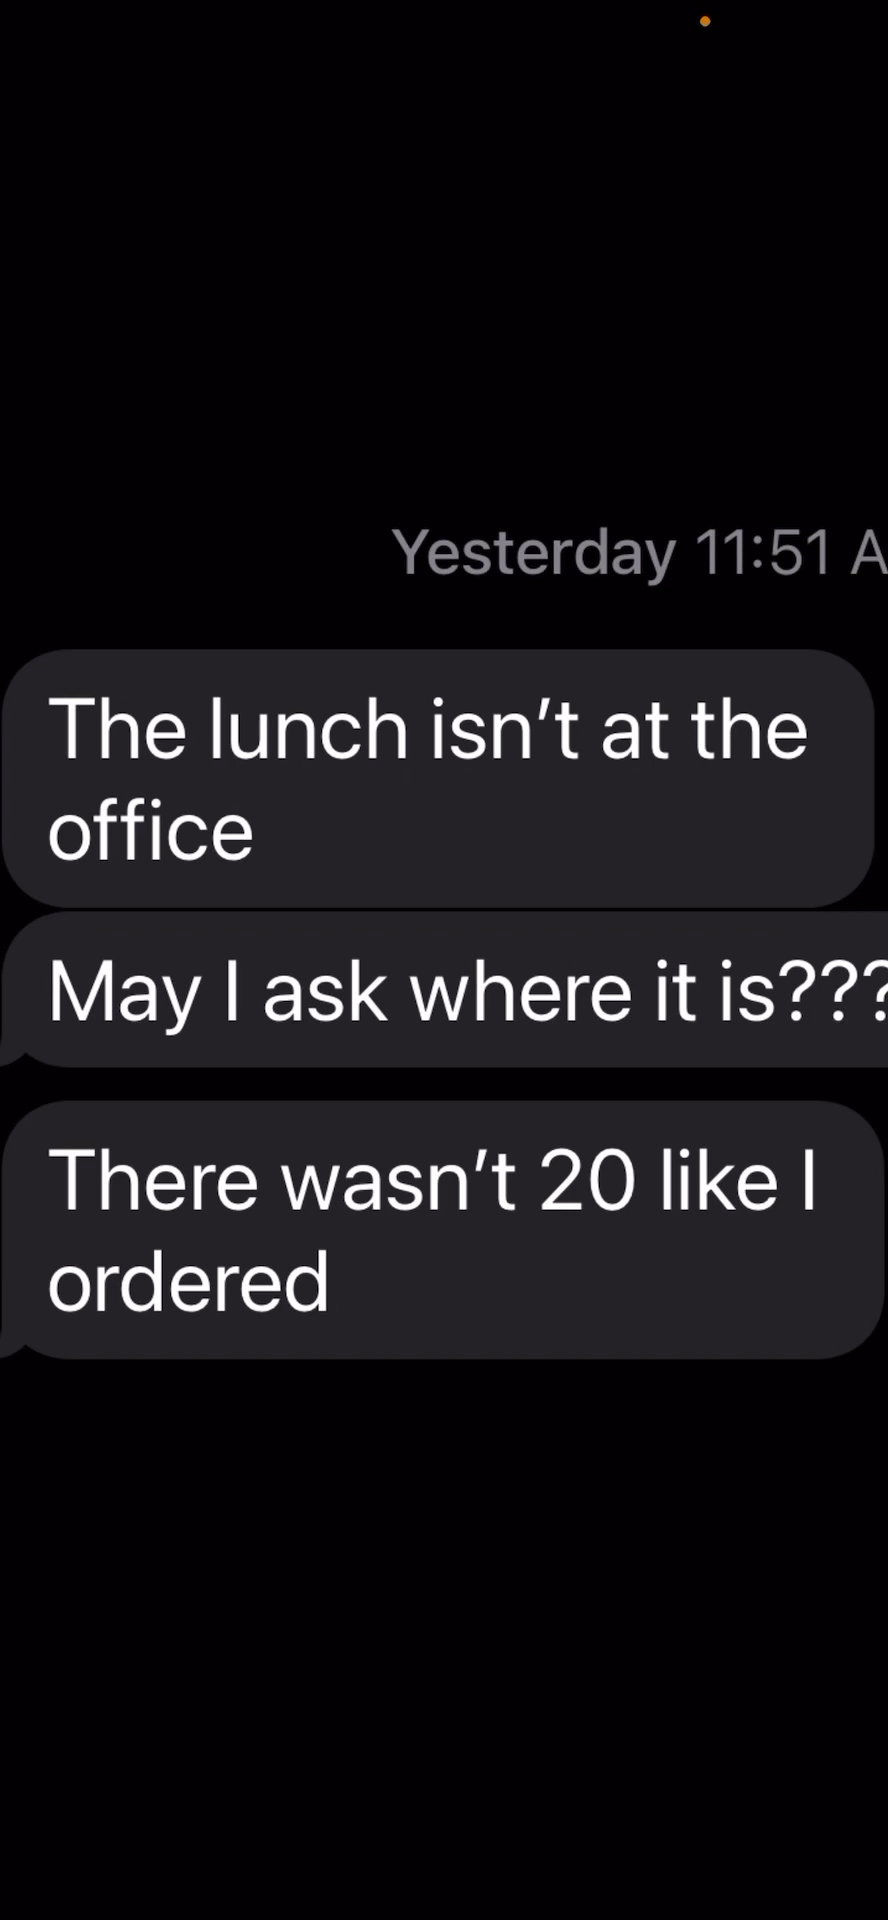 Yesterday 11:51 A
The lunch isn’t at the
office
May I ask where it is???
There wasn’t 20 like I
ordered